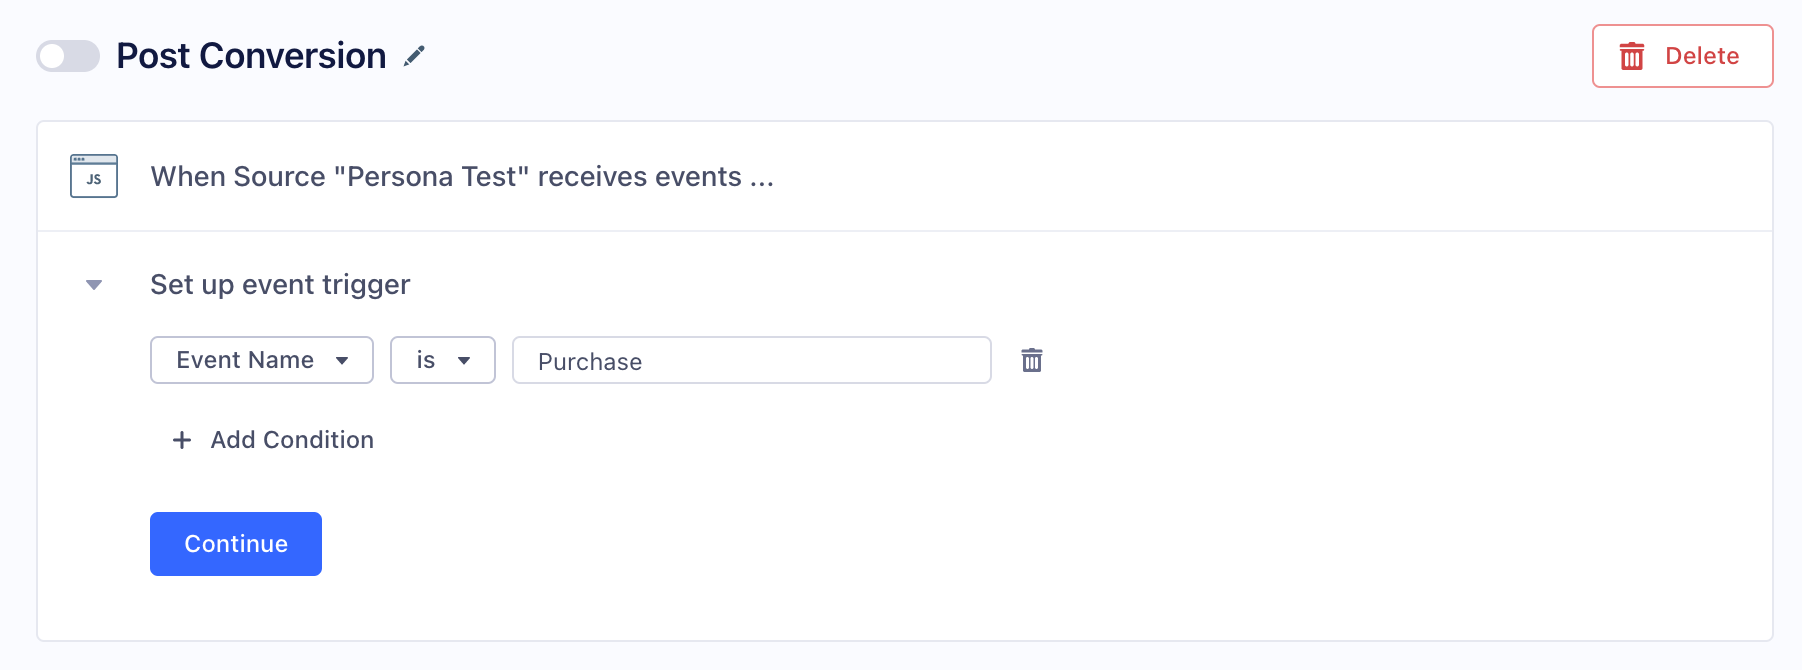 Post Conversion
Delete
JS
When Source "Persona Test" receives events ...
Set up event trigger
Event Name is Purchase
+ Add Condition
Continue